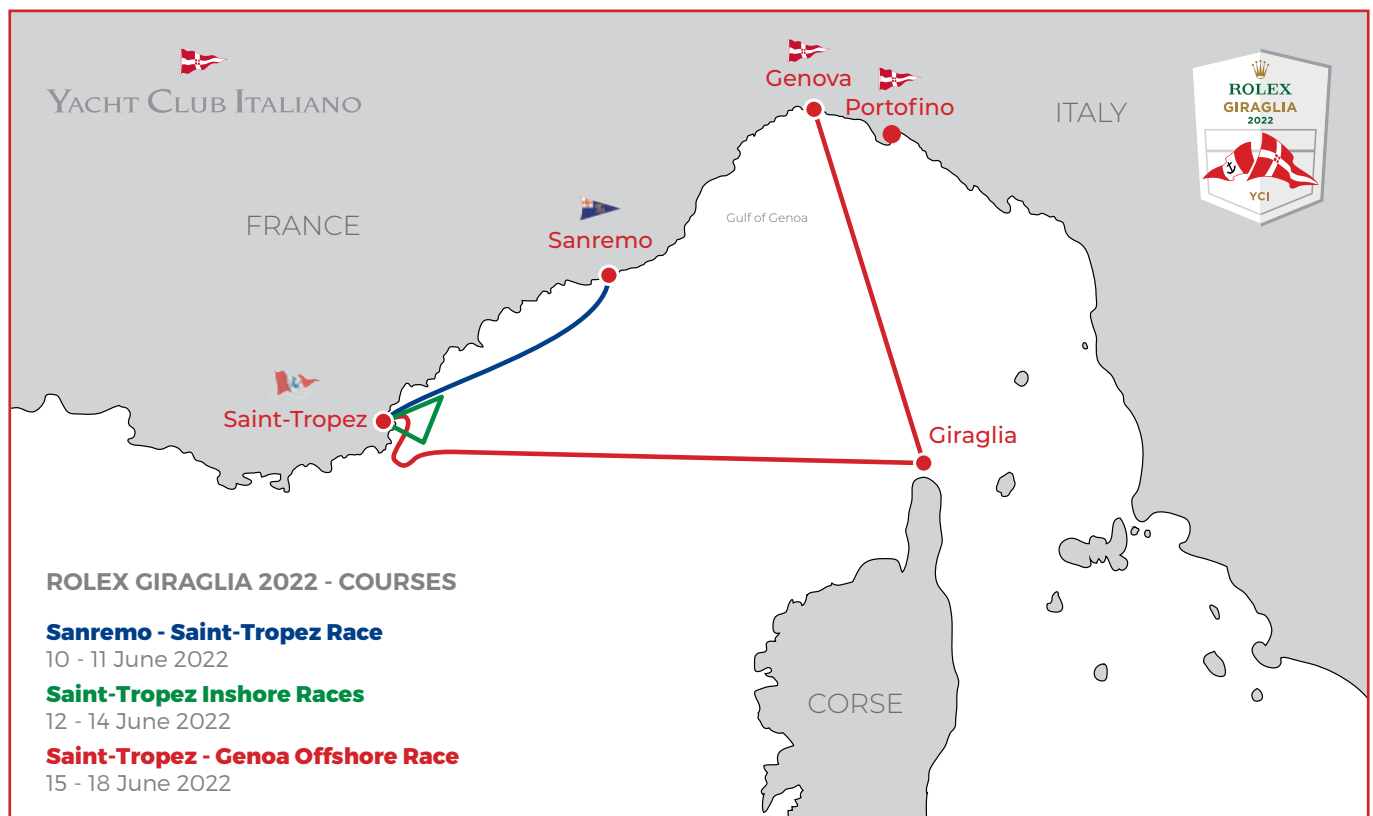 YACHT CLUB ITALIANO
Genova
Portofino
ITALY
ROLEX
GIRAGLIA
2022
YCI
FRANCE
Gulf of Genoa
Sanremo
Saint-Tropez
Giraglia
CORSE
ROLEX GIRAGLIA 2022 - COURSES
Sanremo - Saint-Tropez Race
10 - 11 June 2022
Saint-Tropez Inshore Races
12 - 14 June 2022
Saint-Tropez - Genoa Offshore Race
15 - 18 June 2022